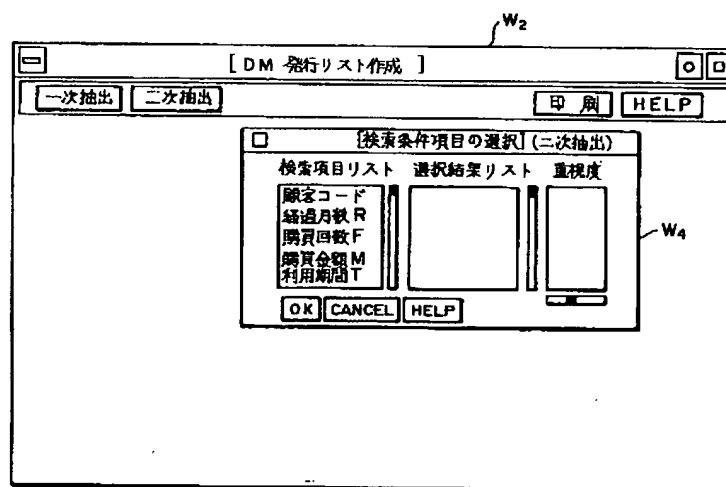 W2
[ DM 発行リスト作成 ]
一次抽出 二次抽出 印 刷 HELP
[検索条件項目の選択] (二次抽出)
検索項目リスト 選択結果リスト 重視度
顧客コード
経過月数 R
購買回数 F
購買金額 M
利用期間 T
W4
OK CANCEL HELP